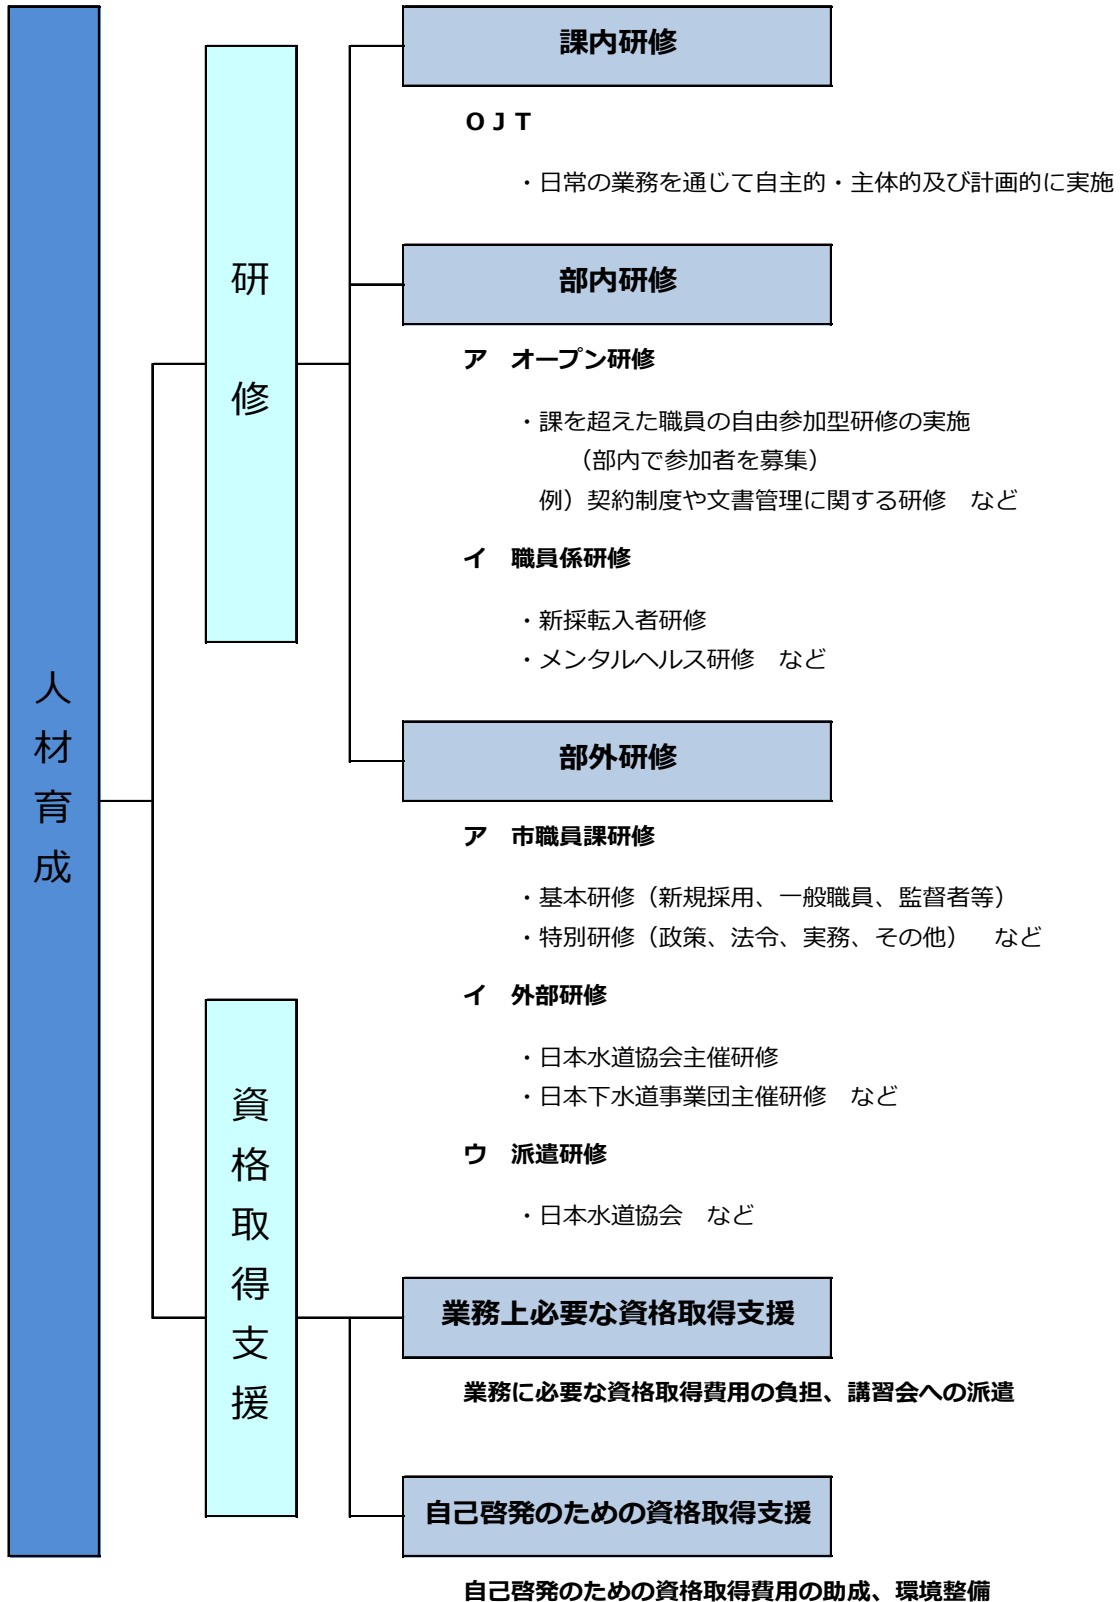 人材育成
研修
課内研修
ＯＪＴ
・日常の業務を通じて自主的・主体的及び計画的に実施
部内研修
ア　オープン研修
・課を超えた職員の自由参加型研修の実施
（部内で参加者を募集）
例）契約制度や文書管理に関する研修　など
イ　職員係研修
・新採転入者研修
・メンタルヘルス研修　など
部外研修
ア　市職員課研修
・基本研修（新規採用、一般職員、監督者等）
・特別研修（政策、法令、実務、その他）　など
イ　外部研修
・日本水道協会主催研修
・日本下水道事業団主催研修　など
ウ　派遣研修
・日本水道協会　など
資格取得支援
業務上必要な資格取得支援
業務に必要な資格取得費用の負担、講習会への派遣
自己啓発のための資格取得支援
自己啓発のための資格取得費用の助成、環境整備